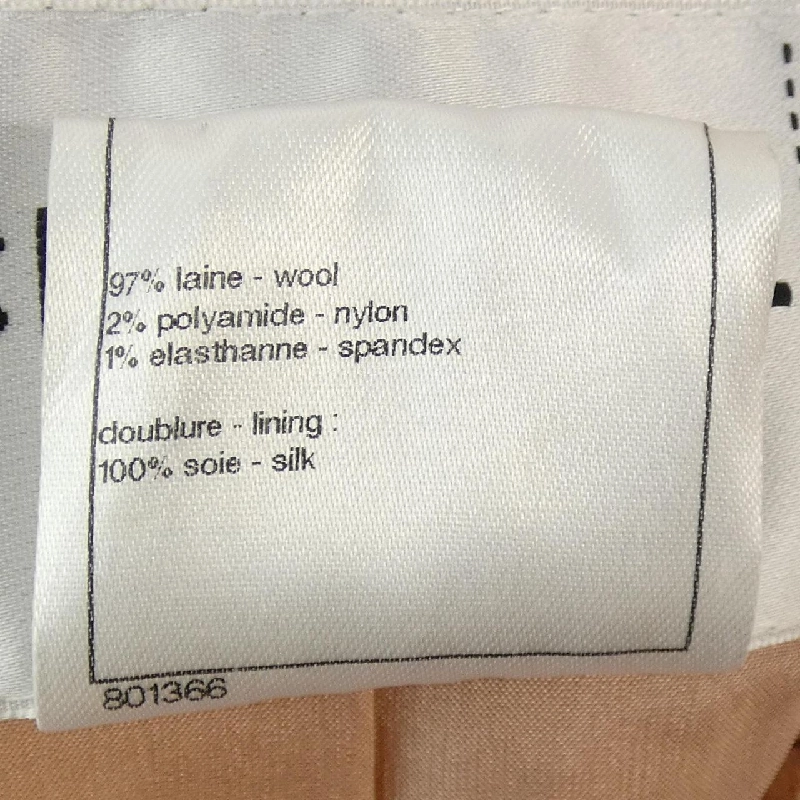 97% laine - wool
2% polyamide - nylon
1% elasthanne - spandex
doublure - lining :
100% soie - silk
801366